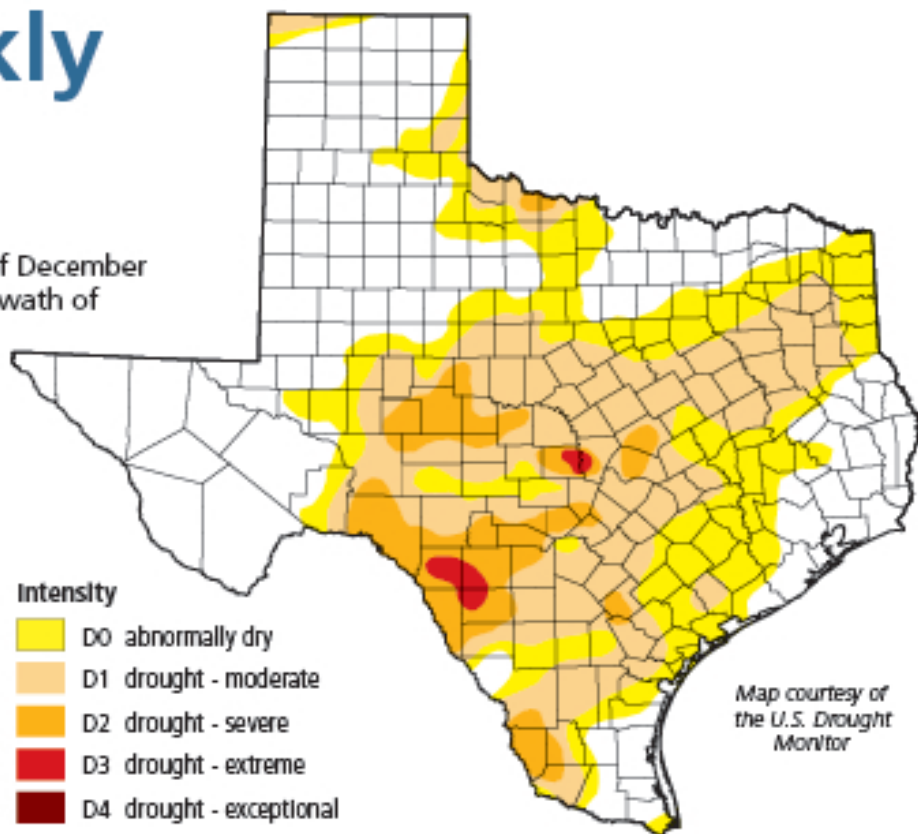 kly
f December
wath of
Intensity
D0 abnormally dry
D1 drought - moderate
D2 drought - severe
D3 drought - extreme
D4 drought - exceptional
Map courtesy of
the U.S. Drought
Monitor